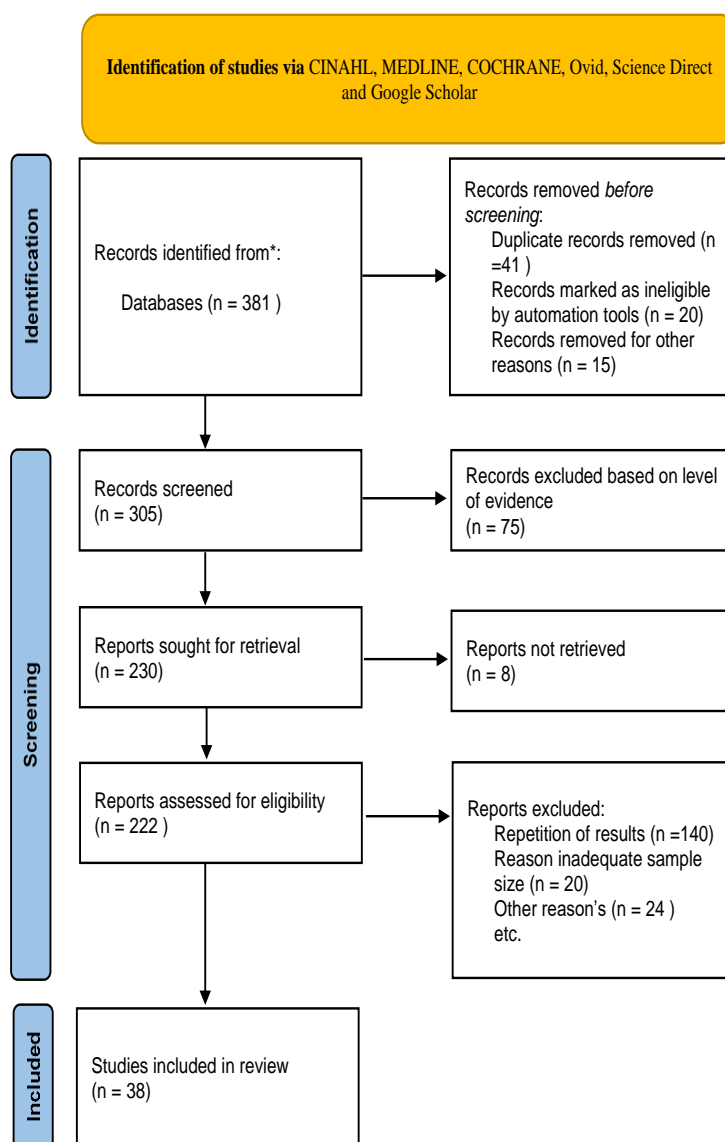 Identification of studies via CINAHL, MEDLINE, COCHRANE, Ovid, Science Direct
and Google Scholar
Identification
Records identified from*:
Databases (n = 381 )
Records removed before
screening:
Duplicate records removed (n
=41 )
Records marked as ineligible
by automation tools (n = 20)
Records removed for other
reasons (n = 15)
Screening
Records screened
(n = 305)
Records excluded based on level
of evidence
(n = 75)
Reports sought for retrieval
(n = 230)
Reports not retrieved
(n = 8)
Reports assessed for eligibility
(n = 222 )
Reports excluded:
Repetition of results (n =140)
Reason inadequate sample
size (n = 20)
Other reason's (n = 24 )
etc.
Included
Studies included in review
(n = 38)